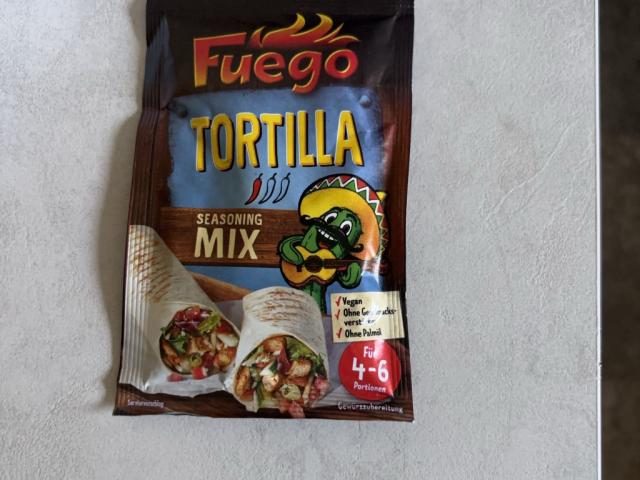 Fuego
TORTILLA
SEASONING
MIX
Vegan
Ohne Geschmacks-
verstärker
Ohne Palmöl
Für
4-6
Portionen
Serviervorschlag
Gewürzzubereitung